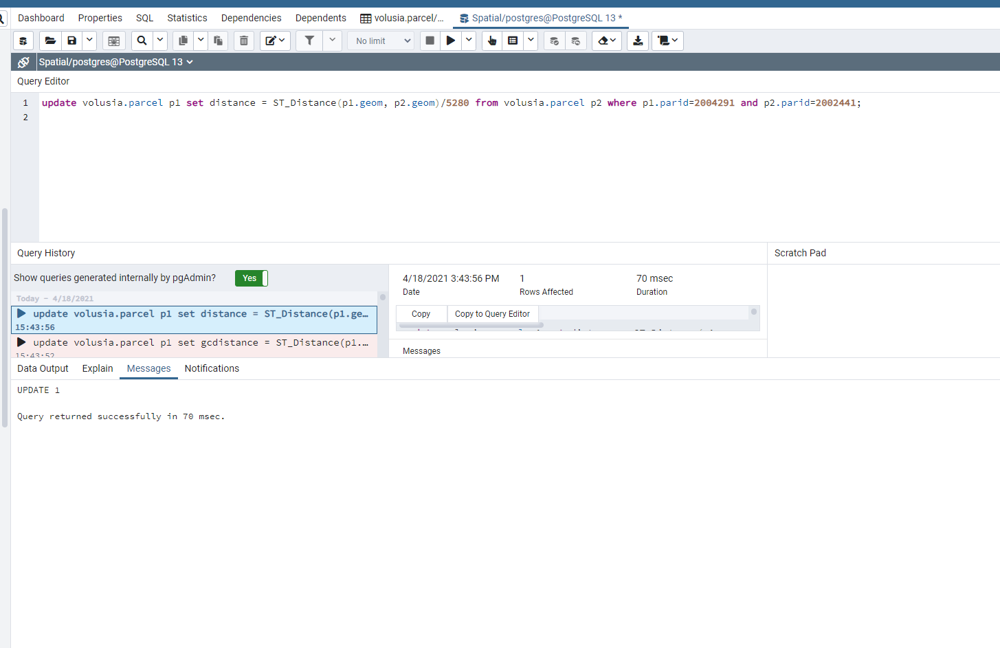 Dashboard Properties SQL Statistics Dependencies Dependents volusia.parcel/... Spatial/postgres@PostgreSQL 13 *
No limit
Spatial/postgres@PostgreSQL 13
Query Editor
1 update volusia.parcel p1 set distance = ST_Distance(p1.geom, p2.geom)/5280 from volusia.parcel p2 where p1.parid=2004291 and p2.parid=2002441;
2
Query History
Scratch Pad
Show queries generated internally by pgAdmin? Yes
Today - 4/18/2021
update volusia.parcel p1 set distance = ST_Distance(p1.ge...
15:43:56
update volusia.parcel p1 set gcdistance = ST_Distance(p1....
15:43:52
4/18/2021 3:43:56 PM 1 70 msec
Date Rows Affected Duration
Copy Copy to Query Editor
Messages
Data Output Explain Messages Notifications
UPDATE 1
Query returned successfully in 70 msec.